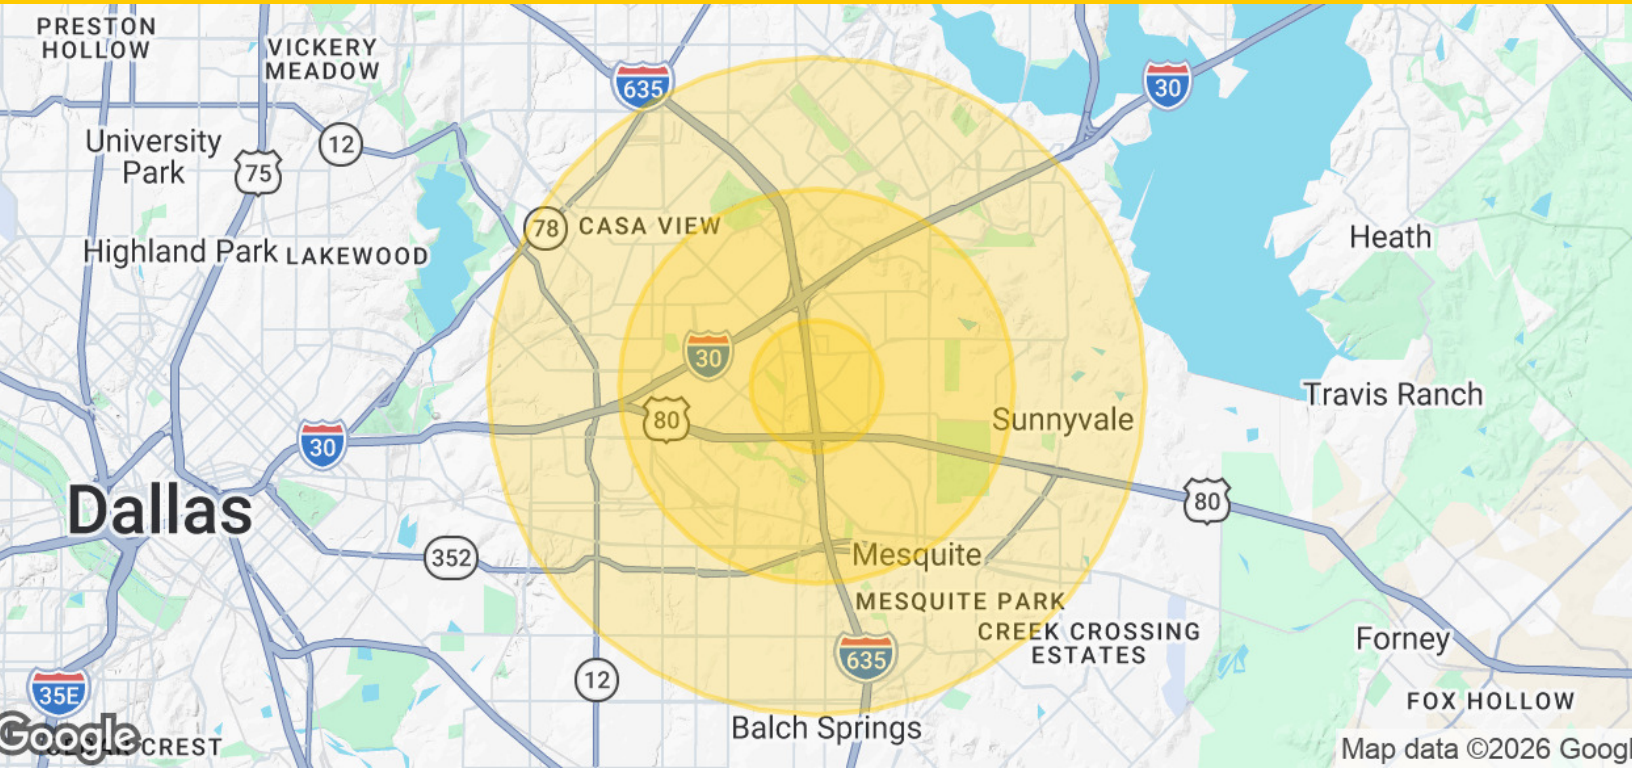 PRESTON
HOLLOW
VICKERY
MEADOW
635
30
University
Park
12
75
78
CASA VIEW
Highland Park
LAKEWOOD
Heath
30
80
Sunnyvale
Travis Ranch
30
Dallas
80
352
Mesquite
MESQUITE PARK
CREEK CROSSING
ESTATES
Forney
635
12
35E
FOX HOLLOW
Balch Springs
Google
CEDAR CREST
Map data ©2026 Googl